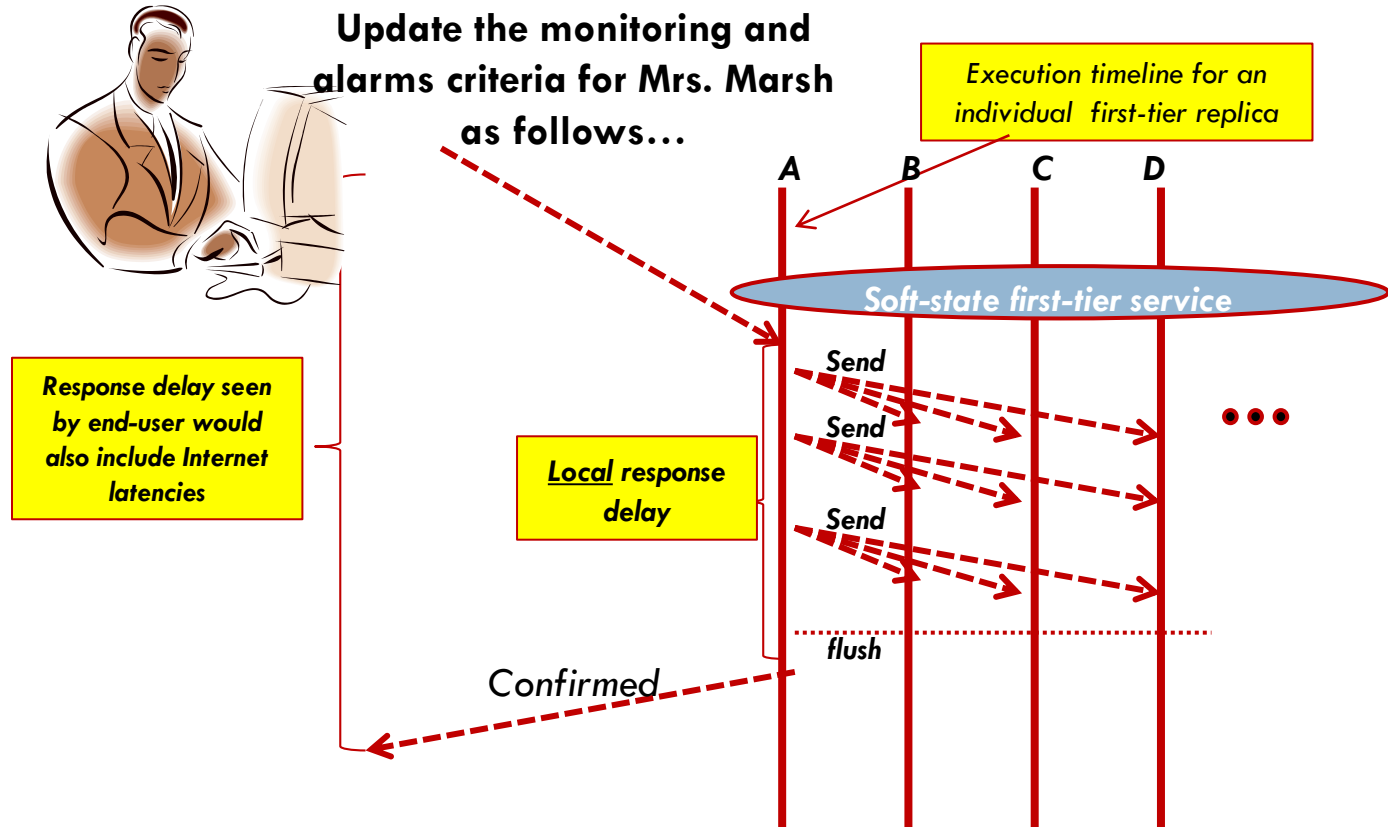 Update the monitoring and
alarms criteria for Mrs. Marsh
as follows…
Execution timeline for an
individual first-tier replica
A B C D
Soft-state first-tier service
Send
Send
Send
flush
Response delay seen
by end-user would
also include Internet
latencies
Local response
delay
Confirmed